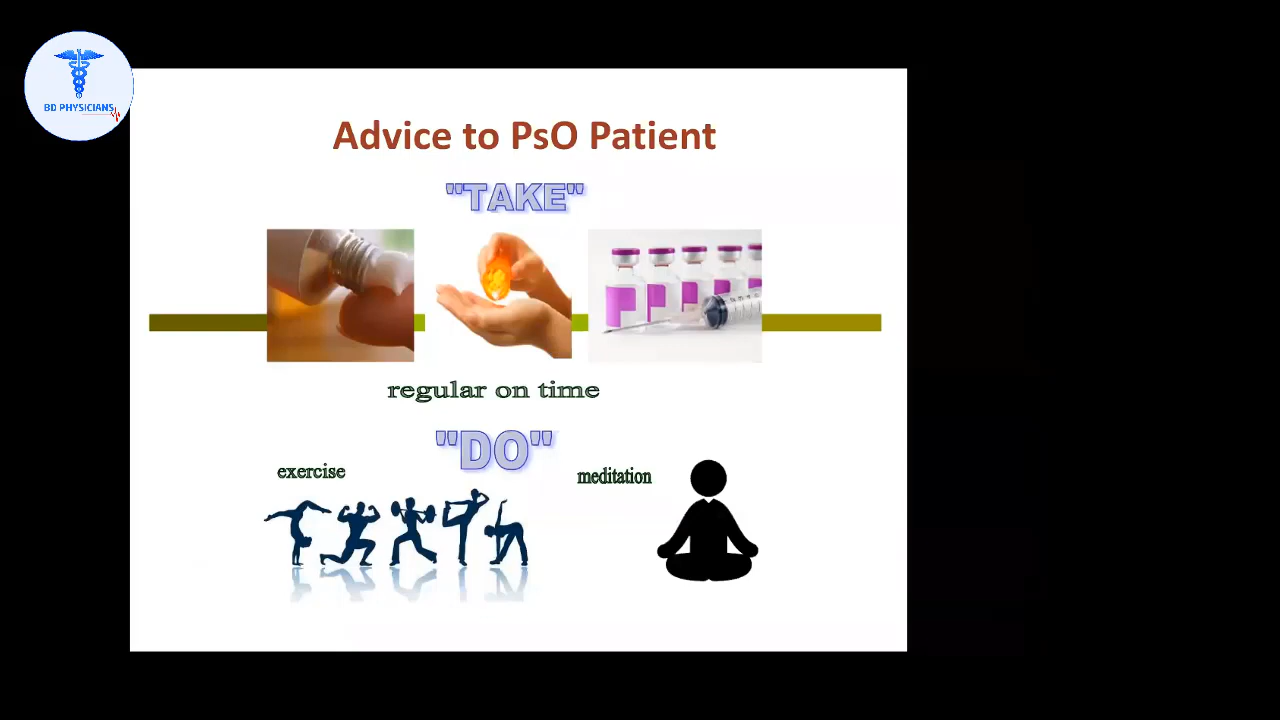 BD PHYSICIANS
Advice to PsO Patient
"TAKE"
regular on time
"DO"
exercise
meditation